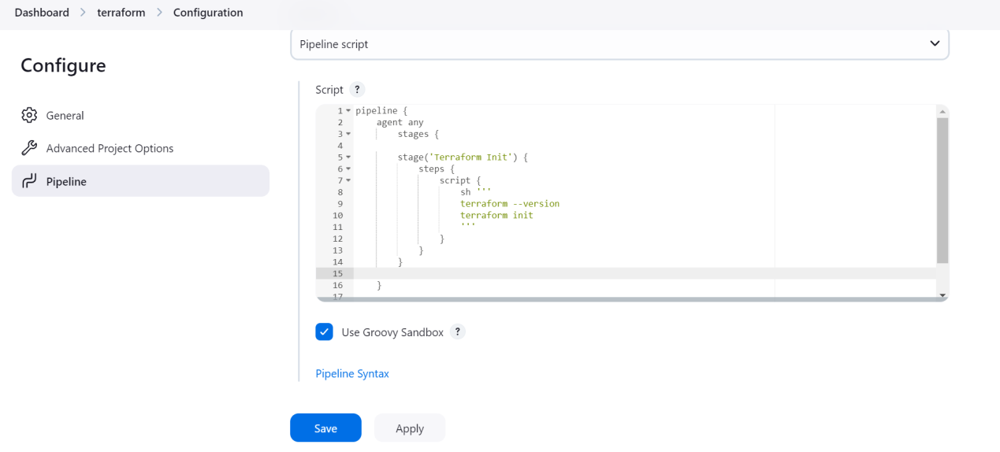 Dashboard > terraform > Configuration
Configure
General
Advanced Project Options
Pipeline
Pipeline script
Script ?
1 pipeline {
2     agent any
3         stages {
4
5         stage('Terraform Init') {
6             steps {
7                 script {
8                     sh '''
9                     terraform --version
10                     terraform init
11                     '''
12                 }
13             }
14         }
15
16     }
17
Use Groovy Sandbox ?
Pipeline Syntax
Save
Apply